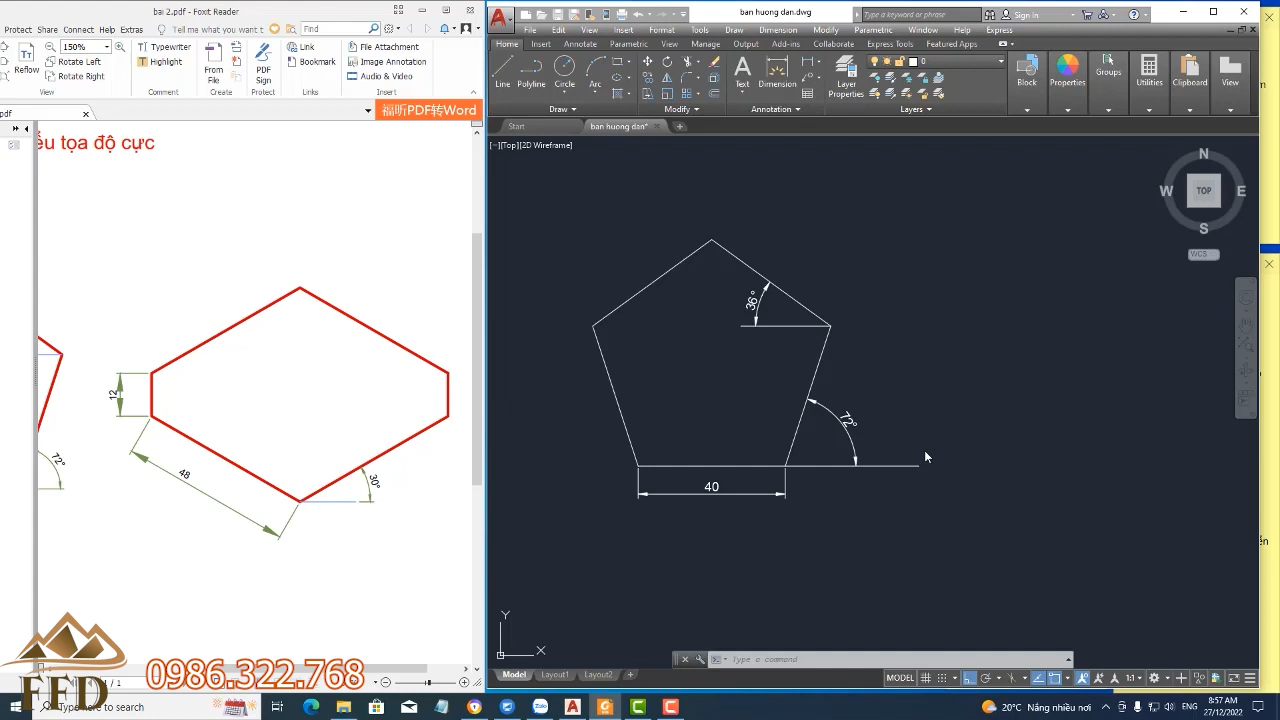 bai 2.pdf - Foxit Reader
Protect Share Connect Help Extras Tell me what you want t Find
150% Typewriter Link File Attachment
Reflow Rotate Left Highlight Bookmark Image Annotation
Rotate Right From File PDF Sign Audio & Video
View Comment Create Protect Links Insert
pdf
福昕PDF转Word
ểu tọa độ cực
12
48
30°
72°
0986.322.768
FFD
1 / 1
150%
ban huong dan.dwg
Type a keyword or phrase
Sign In
File Edit View Insert Format Tools Draw Dimension Modify Parametric Window Help Express
Home Insert Annotate Parametric View Manage Output Add-ins Collaborate Express Tools Featured Apps
Line Polyline Circle Arc Text Dimension Layer Properties 0 Block Properties Groups Utilities Clipboard View
Draw Modify Annotation Layers
Start ban huong dan*
[−][Top][2D Wireframe]
N
W TOP E
S
WCS
36°
72°
40
Y
X
Type a command
Model Layout1 Layout2
MODEL 1:1
Type here to search
20°C Nắng nhiều nơi
8:57 AM
27/12/2022